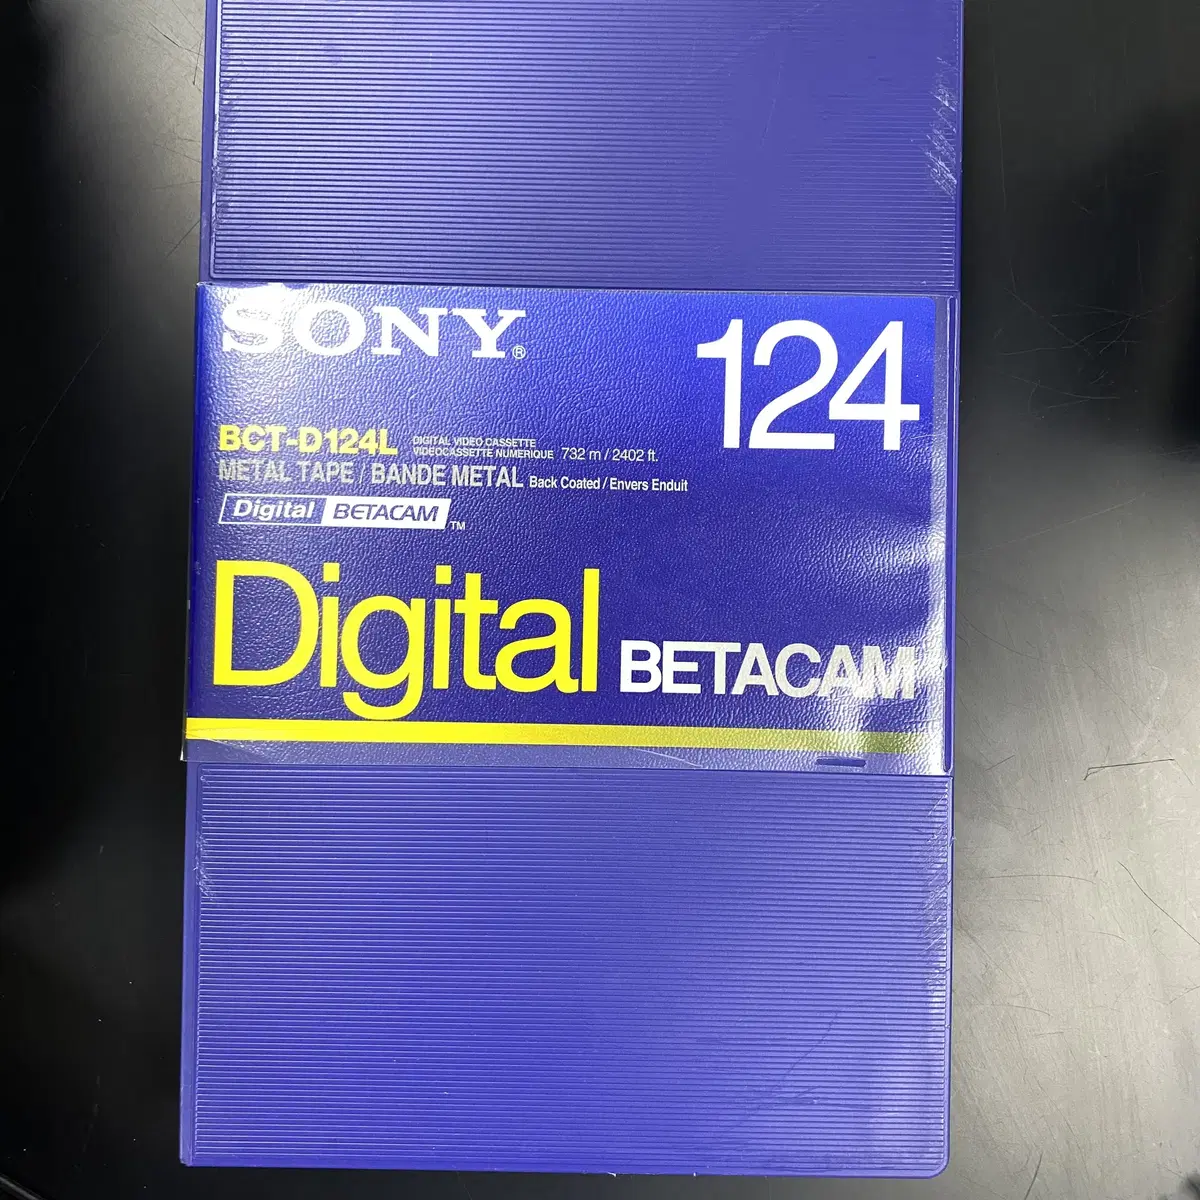 SONY®
124
BCT-D124L DIGITAL VIDEO CASSETTE
VIDEOCASSETTE NUMERIQUE 732 m / 2402 ft.
METAL TAPE / BANDE METAL Back Coated / Envers Enduit
Digital BETACAM ™
Digital BETACAM